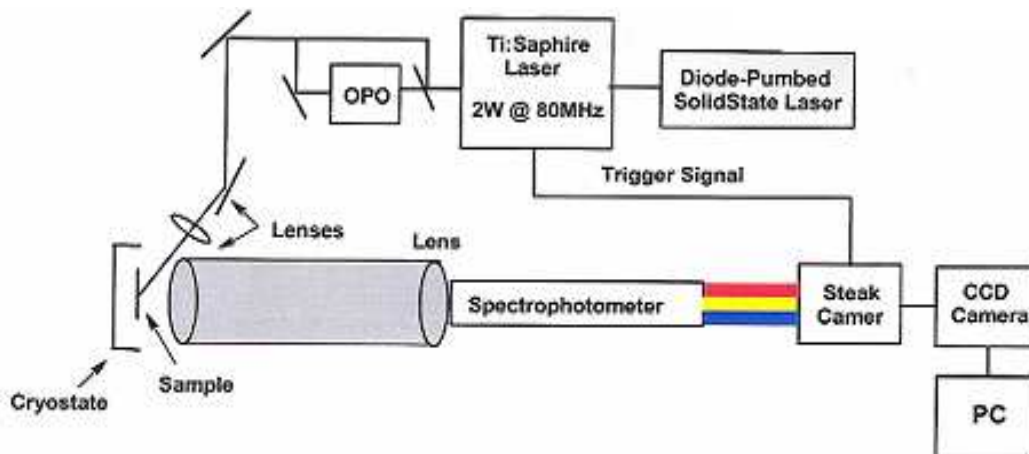 Ti:Saphire
Laser
2W @ 80MHz
Diode-Pumbed
SolidState Laser
OPO
Trigger Signal
Lenses
Lens
Spectrophotometer
Steak
Camer
CCD
Camera
Sample
Cryostate
PC